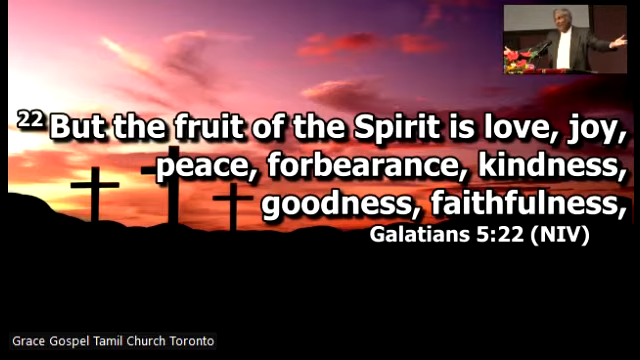 22 But the fruit of the Spirit is love, joy,
peace, forbearance, kindness,
goodness, faithfulness,
Galatians 5:22 (NIV)
Grace Gospel Tamil Church Toronto